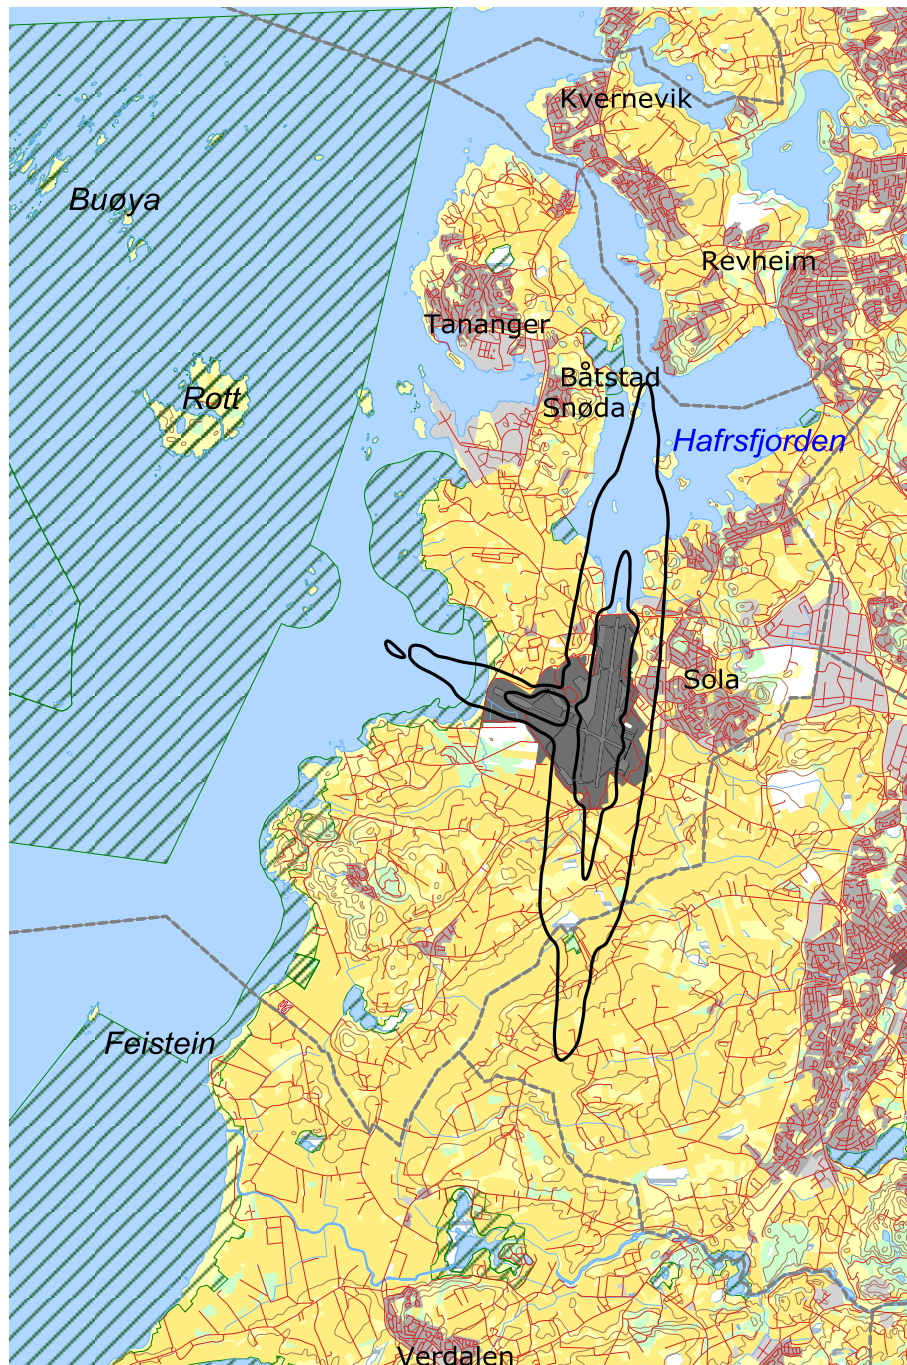 Kvernevik
Buøya
Revheim
Tananger
Båtstad
Rott
Snøda
Hafrsfjorden
Sola
Feistein
Verdalen